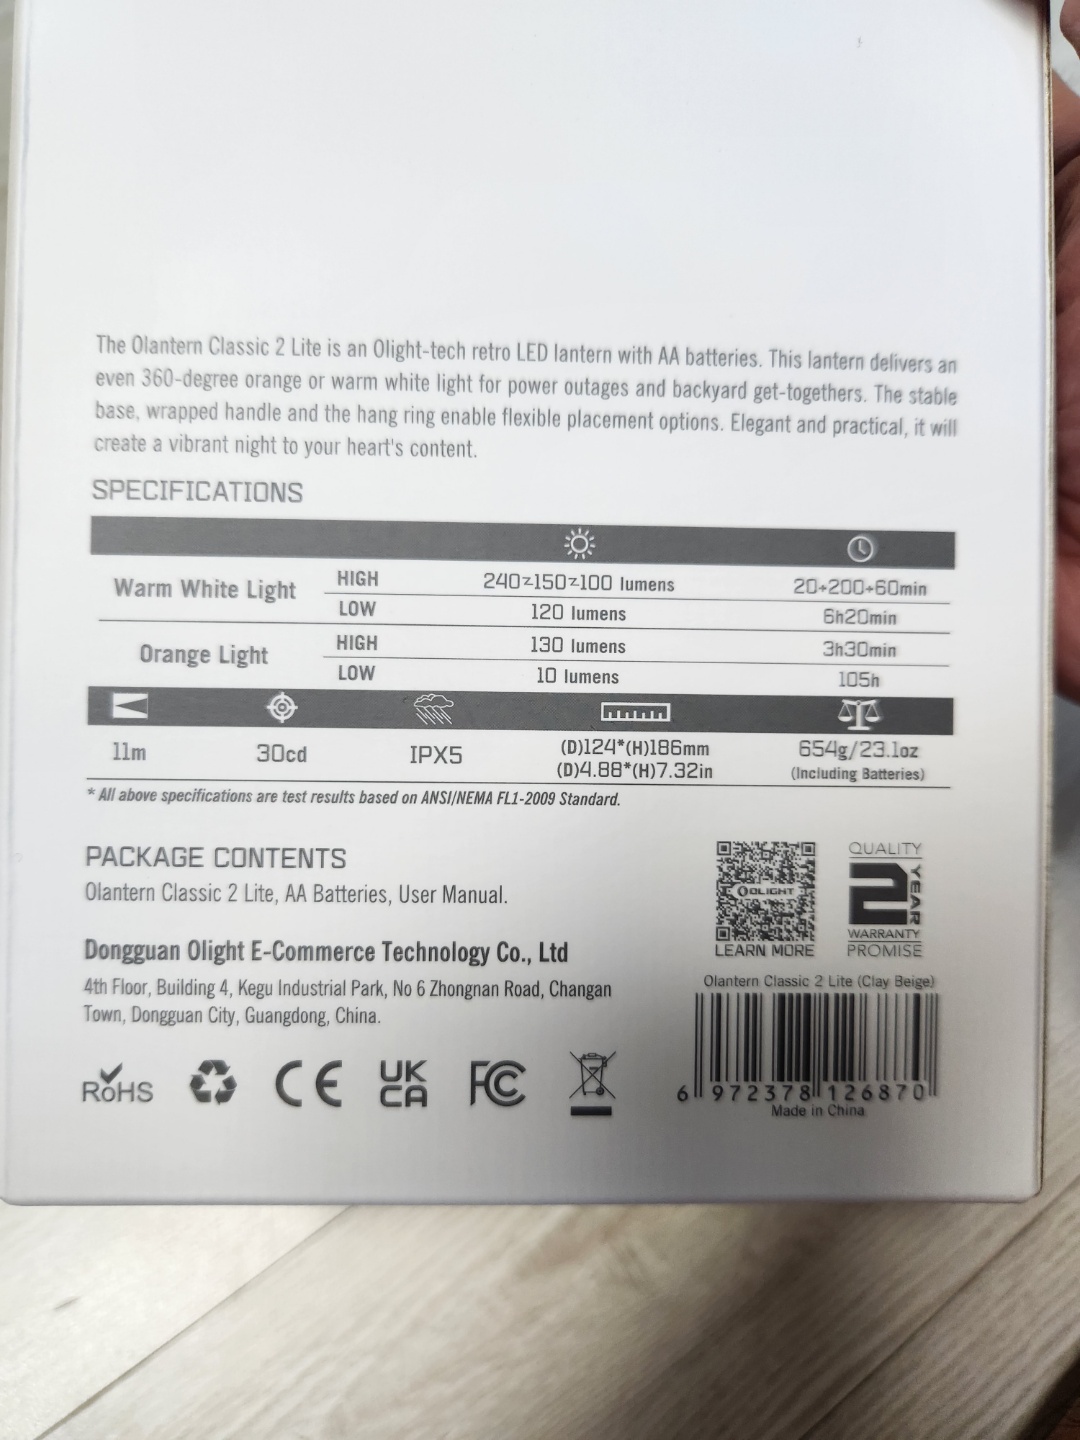 The Olantern Classic 2 Lite is an Olight-tech retro LED lantern with AA batteries. This lantern delivers an
even 360-degree orange or warm white light for power outages and backyard get-togethers. The stable
base, wrapped handle and the hang ring enable flexible placement options. Elegant and practical, it will
create a vibrant night to your heart's content.
SPECIFICATIONS
Warm White Light HIGH 240~150~100 lumens 20+200+60min
LOW 120 lumens 6h20min
Orange Light HIGH 130 lumens 3h30min
LOW 10 lumens 105h
11m 30cd IPX5 (D)124*(H)186mm 654g/23.1oz
(D)4.88*(H)7.32in (Including Batteries)
* All above specifications are test results based on ANSI/NEMA FL1-2009 Standard.
PACKAGE CONTENTS
Olantern Classic 2 Lite, AA Batteries, User Manual.
Dongguan Olight E-Commerce Technology Co., Ltd
4th Floor, Building 4, Kegu Industrial Park, No 6 Zhongnan Road, Changan
Town, Dongguan City, Guangdong, China.
RoHS CE UK CA FC
OLIGHT
LEARN MORE
QUALITY
2 YEAR
WARRANTY
PROMISE
Olantern Classic 2 Lite (Clay Beige)
6 972378 126870
Made in China